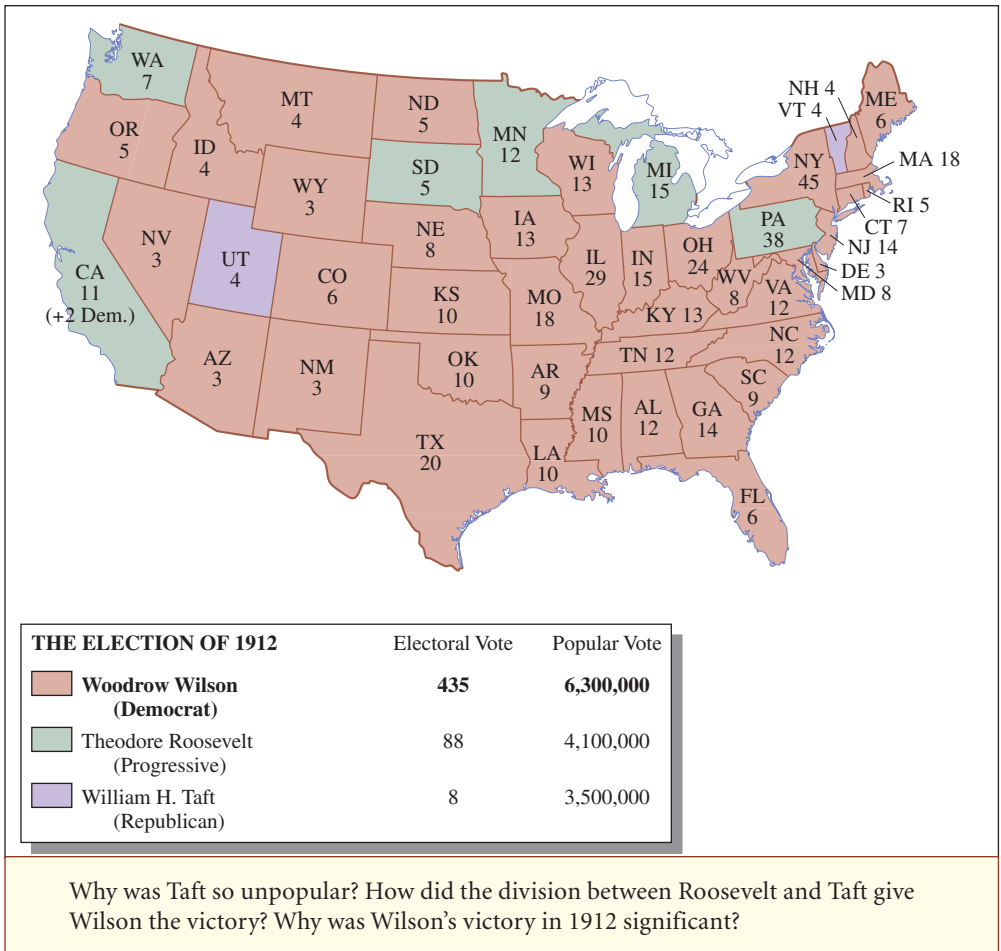 WA
7
MT
4
ND
5
MN
12
OR
5
ID
4
WY
3
SD
5
WI
13
MI
15
NH 4
VT 4
ME
6
NY
45
MA 18
RI 5
CT 7
NJ 14
DE 3
MD 8
PA
38
NE
8
IA
13
NV
3
UT
4
CO
6
CA
11
(+2 Dem.)
IL
29
IN
15
OH
24
WV
8
VA
12
KS
10
MO
18
KY 13
NC
12
TN 12
AZ
3
NM
3
OK
10
AR
9
SC
9
MS
10
AL
12
GA
14
TX
20
LA
10
FL
6
THE ELECTION OF 1912 Electoral Vote Popular Vote
Woodrow Wilson 435 6,300,000
(Democrat)
Theodore Roosevelt 88 4,100,000
(Progressive)
William H. Taft 8 3,500,000
(Republican)
Why was Taft so unpopular? How did the division between Roosevelt and Taft give
Wilson the victory? Why was Wilson’s victory in 1912 significant?